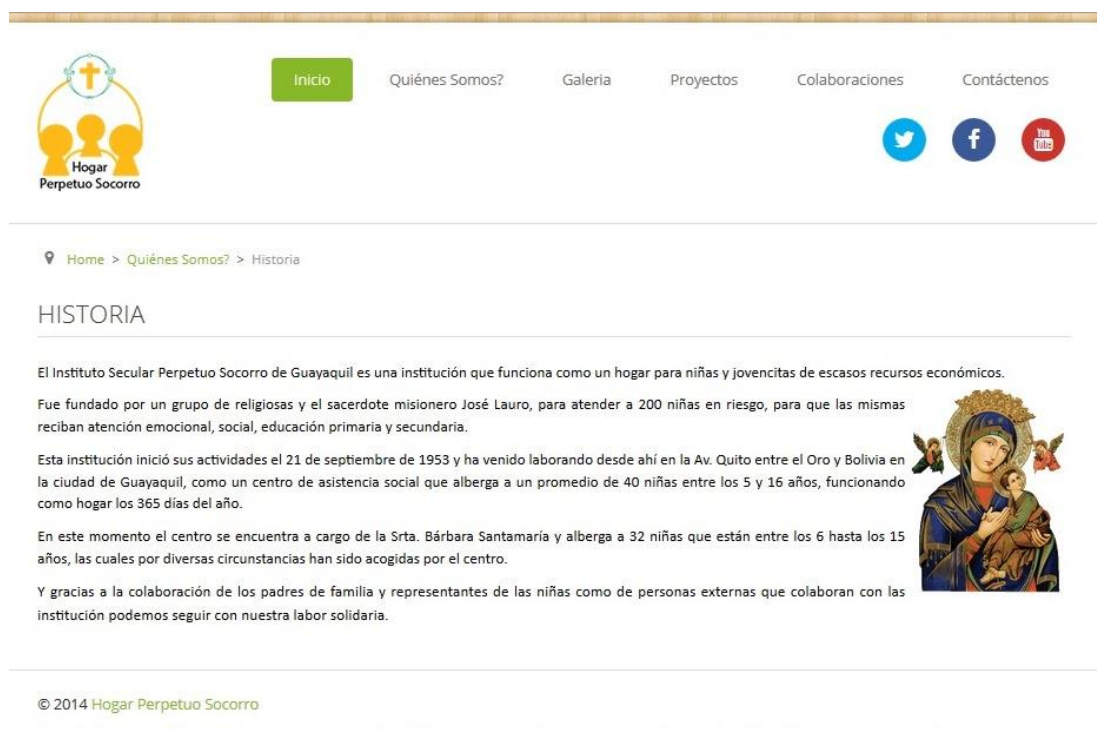 Hogar
Perpetuo Socorro
Inicio Quiénes Somos? Galeria Proyectos Colaboraciones Contáctenos
You
Tube
Home > Quiénes Somos? > Historia
HISTORIA
El Instituto Secular Perpetuo Socorro de Guayaquil es una institución que funciona como un hogar para niñas y jovencitas de escasos recursos económicos.
Fue fundado por un grupo de religiosas y el sacerdote misionero José Lauro, para atender a 200 niñas en riesgo, para que las mismas
reciban atención emocional, social, educación primaria y secundaria.
Esta institución inició sus actividades el 21 de septiembre de 1953 y ha venido laborando desde ahí en la Av. Quito entre el Oro y Bolivia en
la ciudad de Guayaquil, como un centro de asistencia social que alberga a un promedio de 40 niñas entre los 5 y 16 años, funcionando
como hogar los 365 días del año.
En este momento el centro se encuentra a cargo de la Srta. Bárbara Santamaría y alberga a 32 niñas que están entre los 6 hasta los 15
años, las cuales por diversas circunstancias han sido acogidas por el centro.
Y gracias a la colaboración de los padres de familia y representantes de las niñas como de personas externas que colaboran con las
institución podemos seguir con nuestra labor solidaria.
© 2014 Hogar Perpetuo Socorro